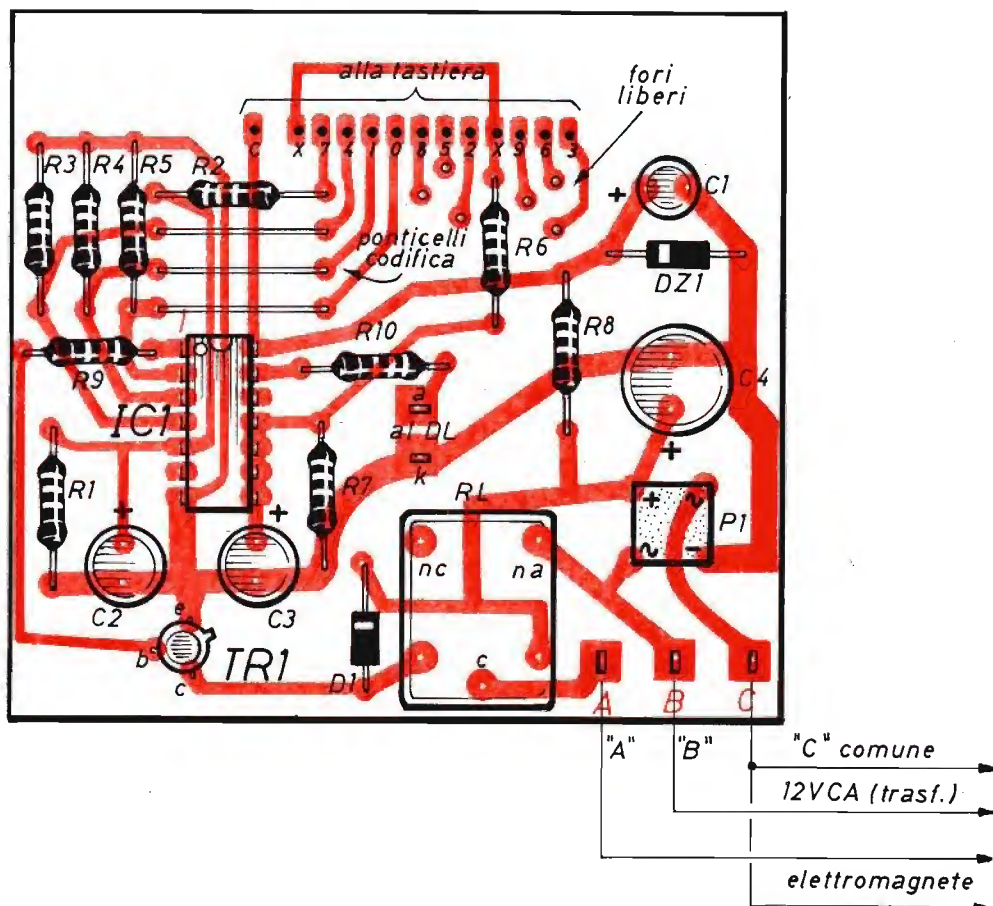 alla tastiera
fori
liberi
C X 7 4 1 0 8 5 2 X 9 6 3
R3 R4 R5 R2
+ C1
R6
ponticelli
codifica
DZ1
1
R10
R8
R9
C4
a
IC1
al DL
+
k
R1
R7
RL
+ ~
P1
+
+
~ -
nc na
C2
e
C3
b
TR1
c
D1
c
A B C
"A" "B" "C" comune
12VCA (trasf.)
elettromagnete